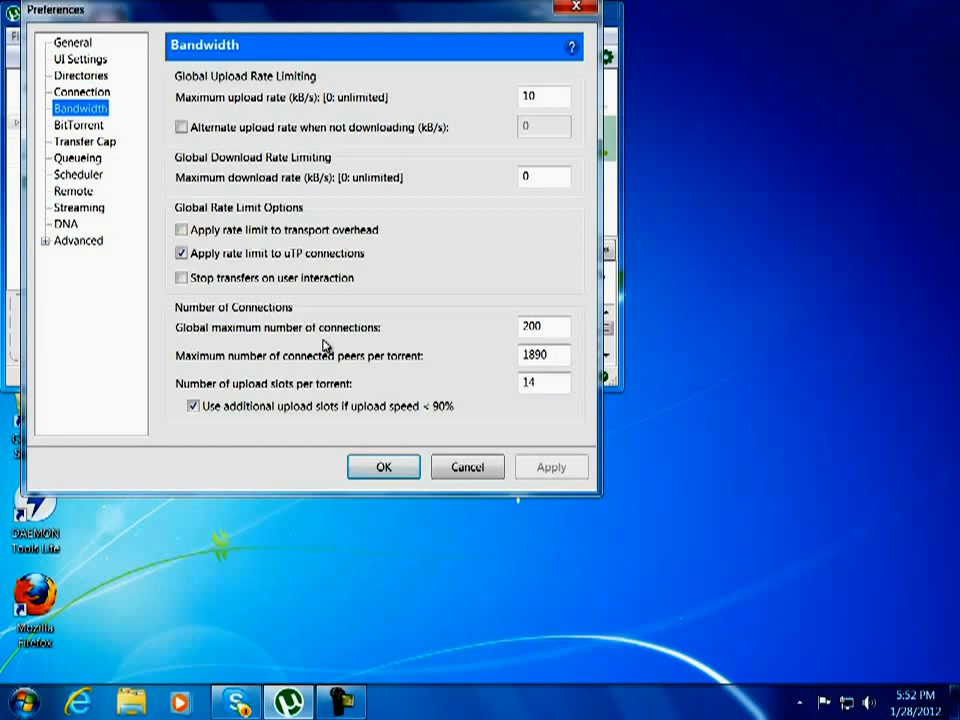 Preferences
General
UI Settings
Directories
Connection
Bandwidth
BitTorrent
Transfer Cap
Queueing
Scheduler
Remote
Streaming
DNA
Advanced
Bandwidth
?
Global Upload Rate Limiting
Maximum upload rate (kB/s): [0: unlimited] 10
Alternate upload rate when not downloading (kB/s): 0
Global Download Rate Limiting
Maximum download rate (kB/s): [0: unlimited] 0
Global Rate Limit Options
Apply rate limit to transport overhead
Apply rate limit to uTP connections
Stop transfers on user interaction
Number of Connections
Global maximum number of connections: 200
Maximum number of connected peers per torrent: 1890
Number of upload slots per torrent: 14
Use additional upload slots if upload speed < 90%
OK Cancel Apply
DAEMON
Tools Lite
Mozilla
Firefox
5:52 PM
1/28/2012